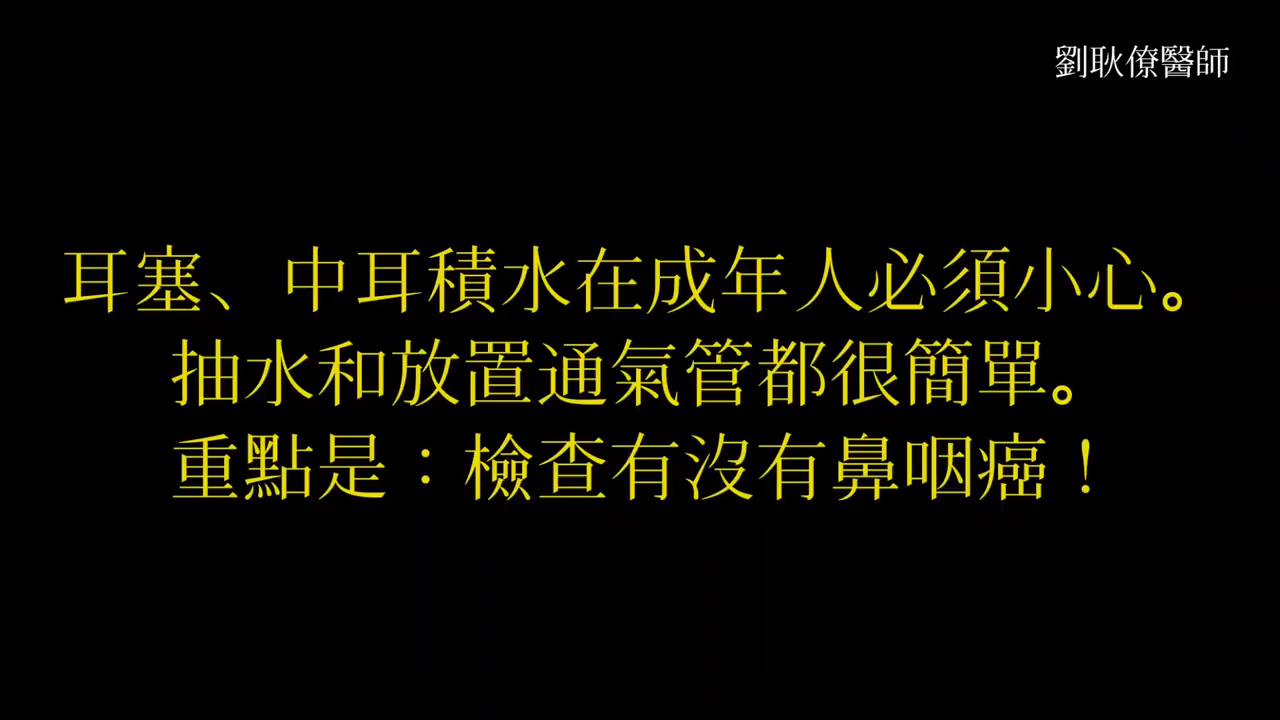 劉耿僚醫師
耳塞、中耳積水在成年人必須小心。
抽水和放置通氣管都很簡單。
重點是：檢查有沒有鼻咽癌！